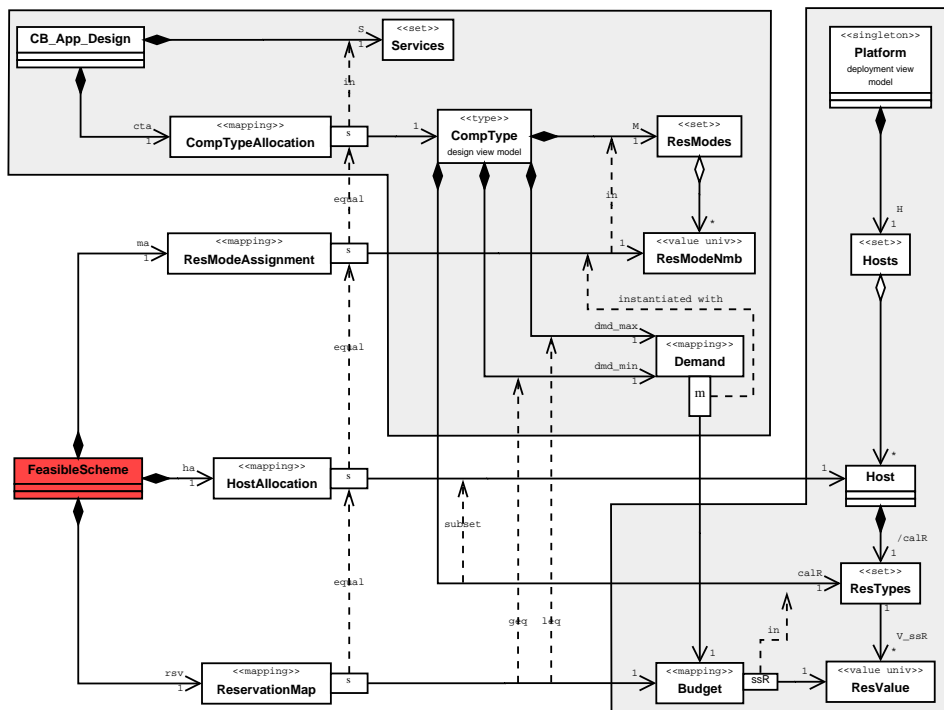 CB_App_Design
S
1
<<set>>
Services
<<singleton>>
Platform
deployment view
model
in
cta
1
<<mapping>>
CompTypeAllocation
s
1
<<type>>
CompType
design view model
M
1
<<set>>
ResModes
equal
in
*
H
1
ma
1
<<mapping>>
ResModeAssignment
s
1
<<value univ>>
ResModeNmb
<<set>>
Hosts
instantiated with
equal
dmd_max
1
<<mapping>>
Demand
dmd_min
1
m
FeasibleScheme
ha
1
<<mapping>>
HostAllocation
s
1
*
Host
subset
/calR
1
equal
calR
1
<<set>>
ResTypes
1
geq
leq
in
V_ssR
*
rsv
1
<<mapping>>
ReservationMap
s
1
1
<<mapping>>
Budget
ssR
1
<<value univ>>
ResValue